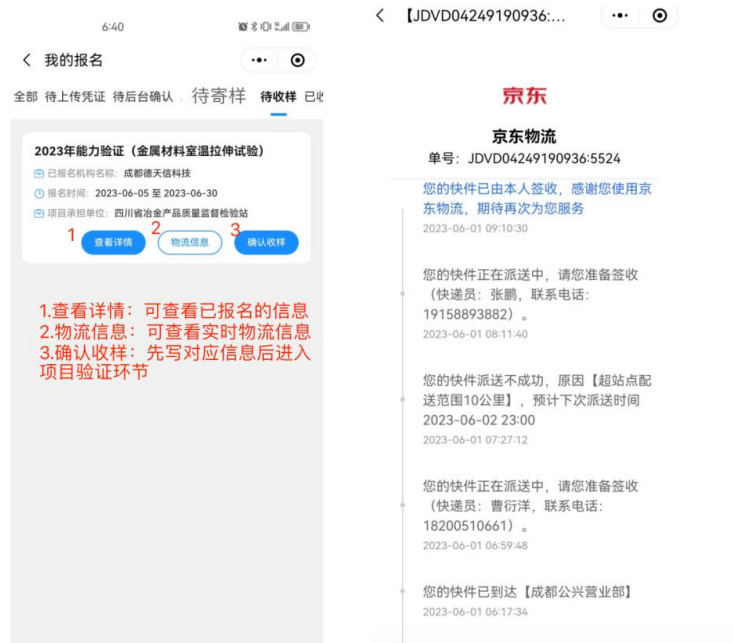 6:40
我的报名
全部 待上传凭证 待后台确认 待寄样 待收样 已收
2023年能力验证（金属材料室温拉伸试验）
已报名机构名称：成都德天信科技
报名时间：2023-06-05 至 2023-06-30
项目承担单位：四川省冶金产品质量监督检验站
1 查看详情 2 物流信息 3 确认收样
1.查看详情：可查看已报名的信息
2.物流信息：可查看实时物流信息
3.确认收样：先写对应信息后进入
项目验证环节
【JDVD04249190936:...
京东
京东物流
单号：JDVD04249190936:5524
您的快件已由本人签收，感谢您使用京
东物流，期待再次为您服务
2023-06-01 09:10:30
您的快件正在派送中，请您准备签收
（快递员：张鹏，联系电话：
19158893882）。
2023-06-01 08:11:40
您的快件派送不成功，原因【超站点配
送范围10公里】，预计下次派送时间
2023-06-02 23:00
2023-06-01 07:27:12
您的快件正在派送中，请您准备签收
（快递员：曹衍洋，联系电话：
18200510661）。
2023-06-01 06:59:48
您的快件已到达【成都公兴营业部】
2023-06-01 06:17:34